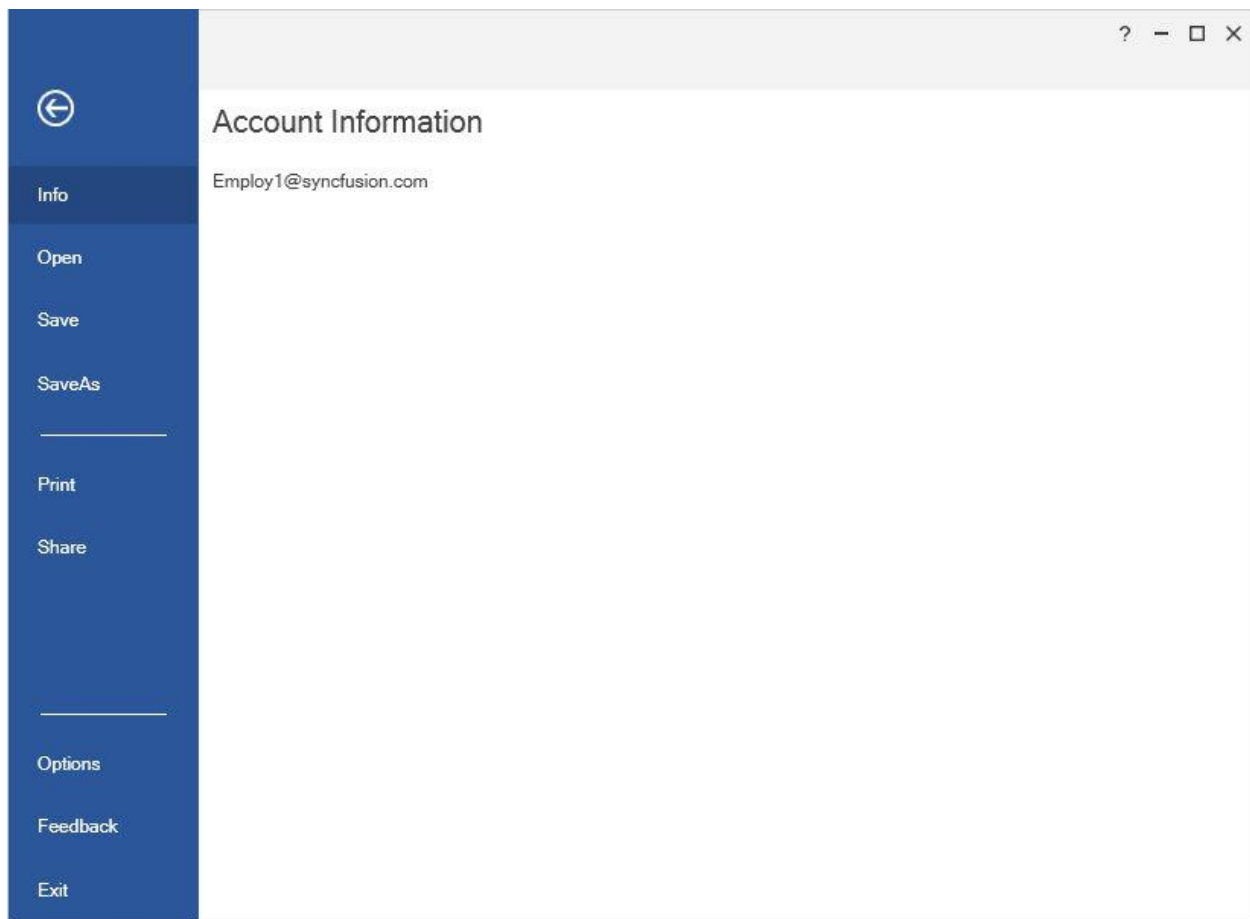 ?
Account Information
Employ1@syncfusion.com
Info
Open
Save
SaveAs
Print
Share
Options
Feedback
Exit